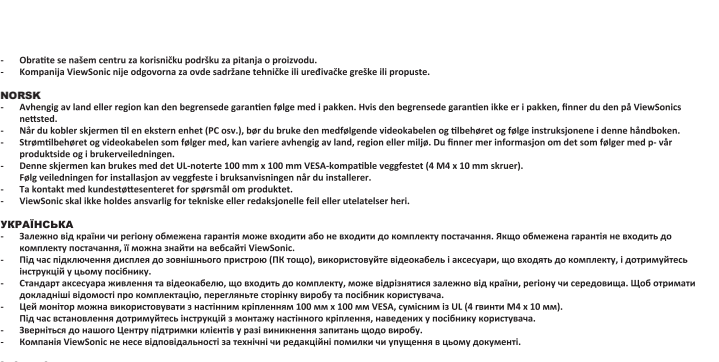 - Obratite se našem centru za korisničku podršku za pitanja o proizvodu.
- Kompanija ViewSonic nije odgovorna za ovde sadržane tehničke ili uređivačke greške ili propuste.
NORSK
- Avhengig av land eller region kan den begrensede garantien følge med i pakken. Hvis den begrensede garantien ikke er i pakken, finner du den på ViewSonics
nettsted.
- Når du kobler skjermen til en ekstern enhet (PC osv.), bør du bruke den medfølgende videokabelen og tilbehøret og følge instruksjonene i denne håndboken.
- Strømtilbehøret og videokabelen som følger med, kan variere avhengig av land, region eller miljø. Du finner mer informasjon om det som følger med p- vår
produktside og i brukerveiledningen.
- Denne skjermen kan brukes med det UL-noterte 100 mm x 100 mm VESA-kompatible veggfestet (4 M4 x 10 mm skruer).
Følg veiledningen for installasjon av veggfeste i bruksanvisningen når du installerer.
- Ta kontakt med kundestøttesenteret for spørsmål om produktet.
- ViewSonic skal ikke holdes ansvarlig for tekniske eller redaksjonelle feil eller utelatelser heri.
УКРАЇНСЬКА
- Залежно від країни чи регіону обмежена гарантія може входити або не входити до комплекту постачання. Якщо обмежена гарантія не входить до
комплекту постачання, її можна знайти на вебсайті ViewSonic.
- Під час підключення дисплея до зовнішнього пристрою (ПК тощо), використовуйте відеокабель і аксесуари, що входять до комплекту, і дотримуйтесь
інструкцій у цьому посібнику.
- Стандарт аксесуара живлення та відеокабелю, що входить до комплекту, може відрізнятися залежно від країни, регіону чи середовища. Щоб отримати
докладніші відомості про комплектацію, перегляньте сторінку виробу та посібник користувача.
- Цей монітор можна використовувати з настінним кріпленням 100 мм x 100 мм VESA, сумісним із UL (4 гвинти M4 x 10 мм).
Під час встановлення дотримуйтесь інструкцій з монтажу настінного кріплення, наведених у посібнику користувача.
- Зверніться до нашого Центру підтримки клієнтів у разі виникнення запитань щодо виробу.
- Компанія ViewSonic не несе відповідальності за технічні чи редакційні помилки чи упущення в цьому документі.